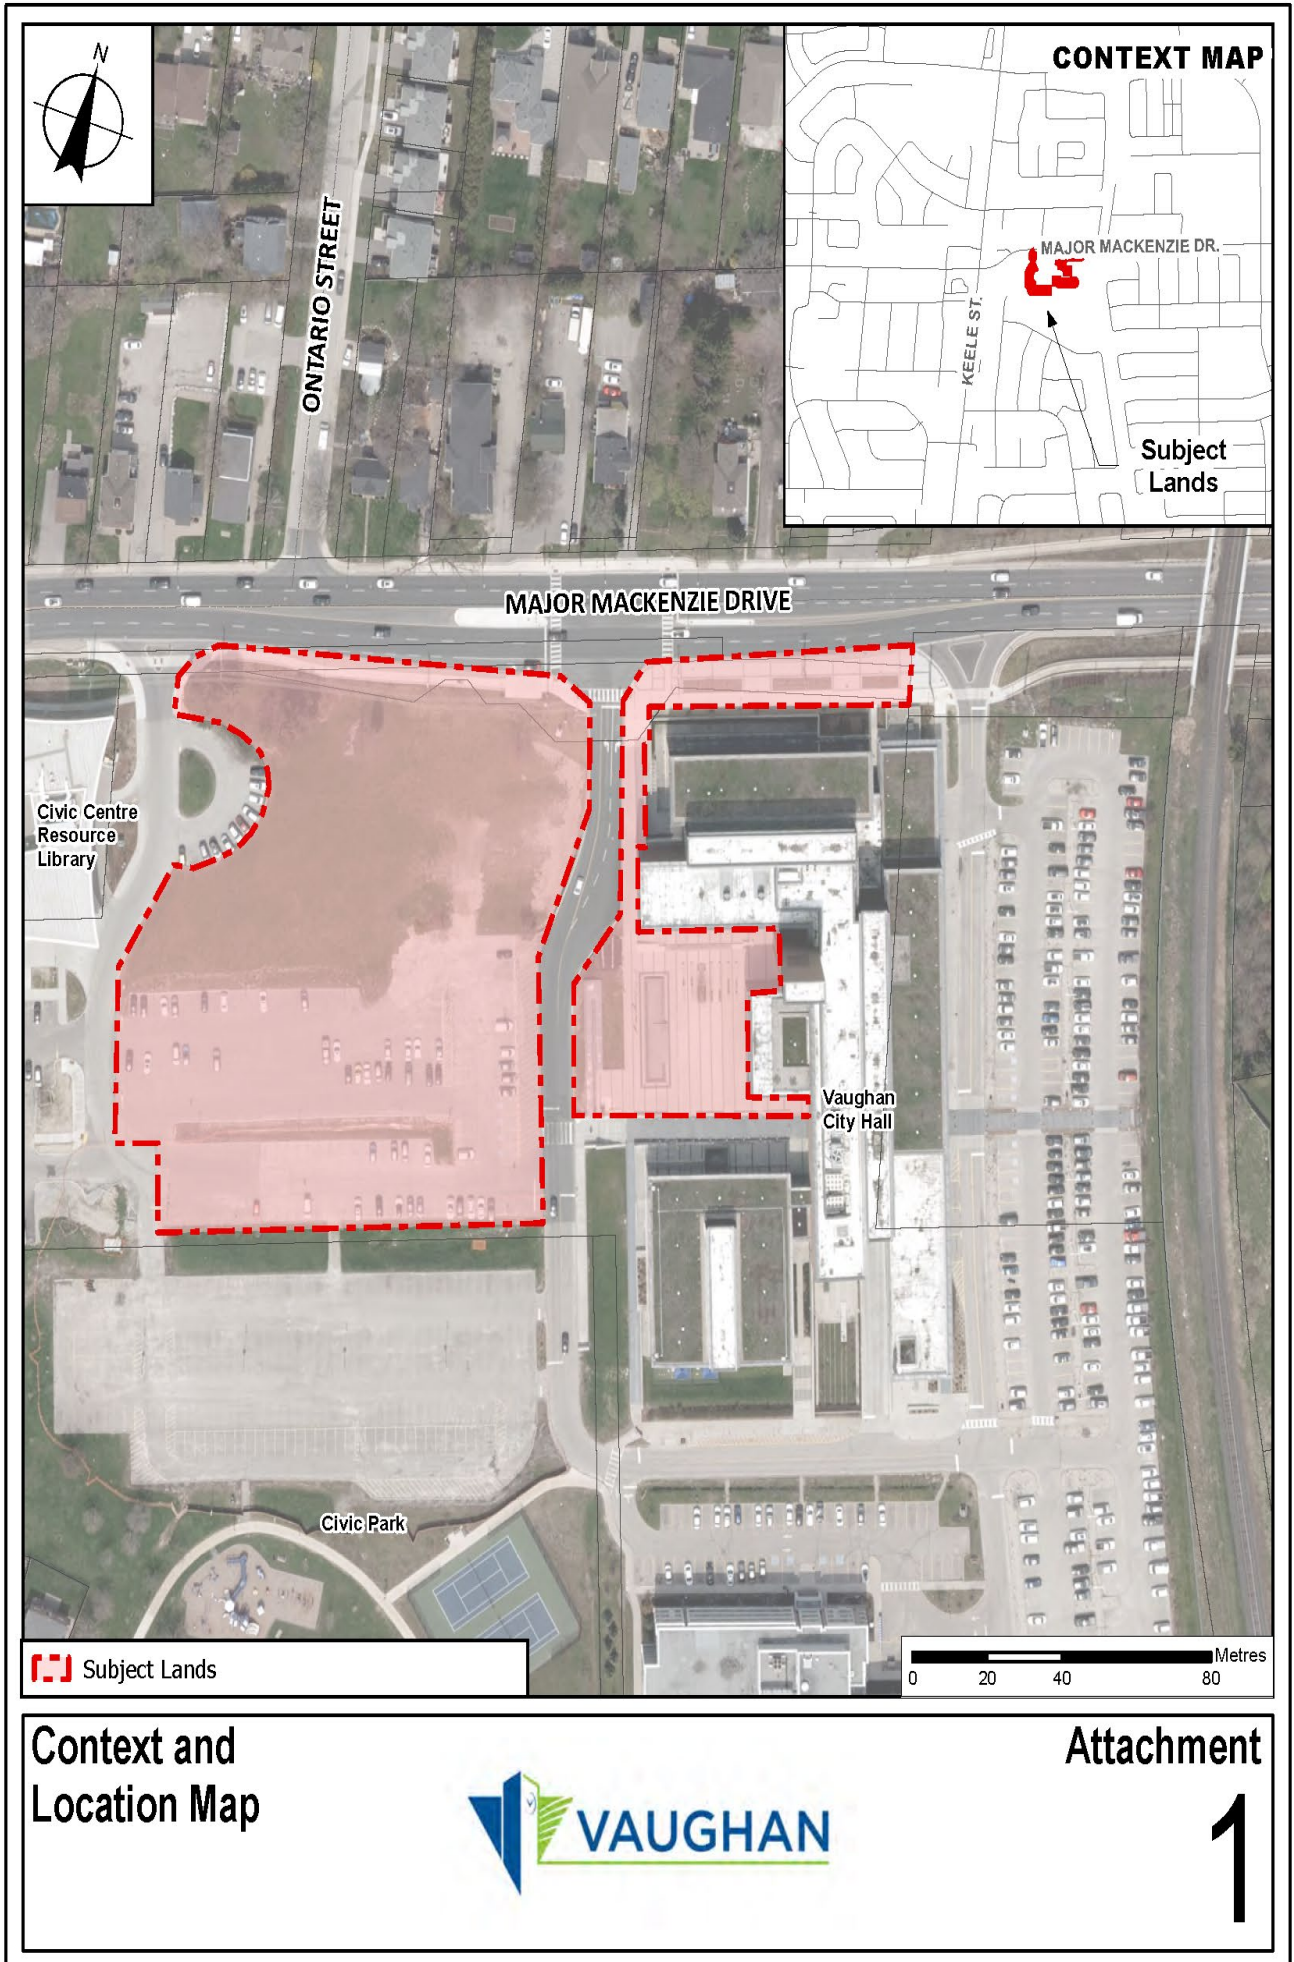 N
CONTEXT MAP
MAJOR MACKENZIE DR.
KEELE ST.
Subject
Lands
ONTARIO STREET
MAJOR MACKENZIE DRIVE
Civic Centre
Resource
Library
Vaughan
City Hall
Civic Park
Subject Lands
Metres
0 20 40 80
Context and
Location Map
VAUGHAN
Attachment
1